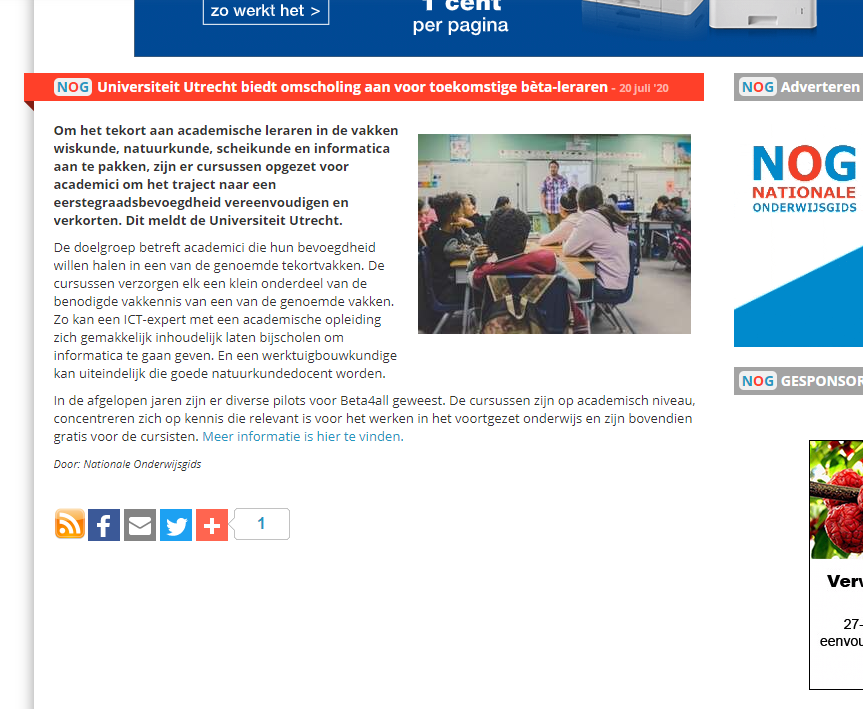 zo werkt het >
1 cent
per pagina
NOG Universiteit Utrecht biedt omscholing aan voor toekomstige bèta-leraren - 20 juli '20
Om het tekort aan academische leraren in de vakken
wiskunde, natuurkunde, scheikunde en informatica
aan te pakken, zijn er cursussen opgezet voor
academici om het traject naar een
eerstegraadsbevoegdheid vereenvoudigen en
verkorten. Dit meldt de Universiteit Utrecht.
De doelgroep betreft academici die hun bevoegdheid
willen halen in een van de genoemde tekortvakken. De
cursussen verzorgen elk een klein onderdeel van de
benodigde vakkennis van een van de genoemde vakken.
Zo kan een ICT-expert met een academische opleiding
zich gemakkelijk inhoudelijk laten bijscholen om
informatica te gaan geven. En een werktuigbouwkundige
kan uiteindelijk die goede natuurkundedocent worden.
In de afgelopen jaren zijn er diverse pilots voor Beta4all geweest. De cursussen zijn op academisch niveau,
concentreren zich op kennis die relevant is voor het werken in het voortgezet onderwijs en zijn bovendien
gratis voor de cursisten. Meer informatie is hier te vinden.
Door: Nationale Onderwijsgids
1
NOG Adverteren
NOG
NATIONALE
ONDERWIJSGIDS
NOG GESPONSOR
Verv
27-
eenvou